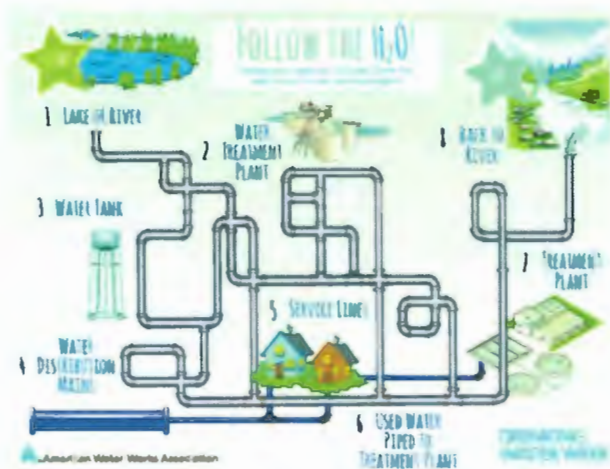 FOLLOW THE H₂O!
1 LAKE OR RIVER
2 WATER
TREATMENT
PLANT
3 WATER TANK
4 WATER
DISTRIBUTION
MAINS
5 SERVICE LINES
6 USED WATER
PIPED TO
TREATMENT PLANT
7 TREATMENT
PLANT
8 BACK TO
RIVER
American Water Works Association